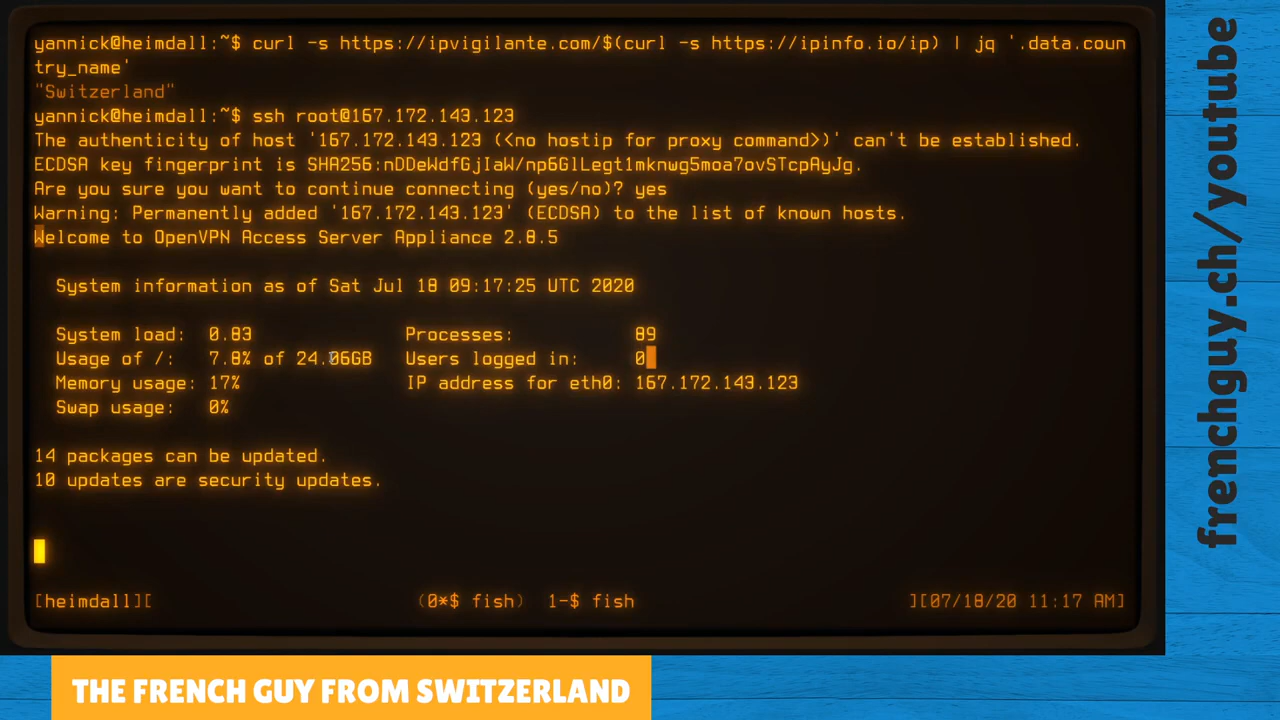 yannick@heimdall:~$ curl -s https://ipvigilante.com/$(curl -s https://ipinfo.io/ip) | jq '.data.coun
try_name'
"Switzerland"
yannick@heimdall:~$ ssh root@167.172.143.123
The authenticity of host '167.172.143.123 (<no hostip for proxy command>)' can't be established.
ECDSA key fingerprint is SHA256:nDDeWdfGjIaW/np6GlLegt1mknwg5moa7ovSTcpAyJg.
Are you sure you want to continue connecting (yes/no)? yes
Warning: Permanently added '167.172.143.123' (ECDSA) to the list of known hosts.
Welcome to OpenVPN Access Server Appliance 2.8.5
System information as of Sat Jul 18 09:17:25 UTC 2020
System load: 0.83 Processes: 89
Usage of /: 7.8% of 24.06GB Users logged in: 0
Memory usage: 17% IP address for eth0: 167.172.143.123
Swap usage: 0%
14 packages can be updated.
10 updates are security updates.
[heimdall][ (0*$ fish) 1-$ fish ][07/18/20 11:17 AM]
THE FRENCH GUY FROM SWITZERLAND
frenchguy.ch/youtube